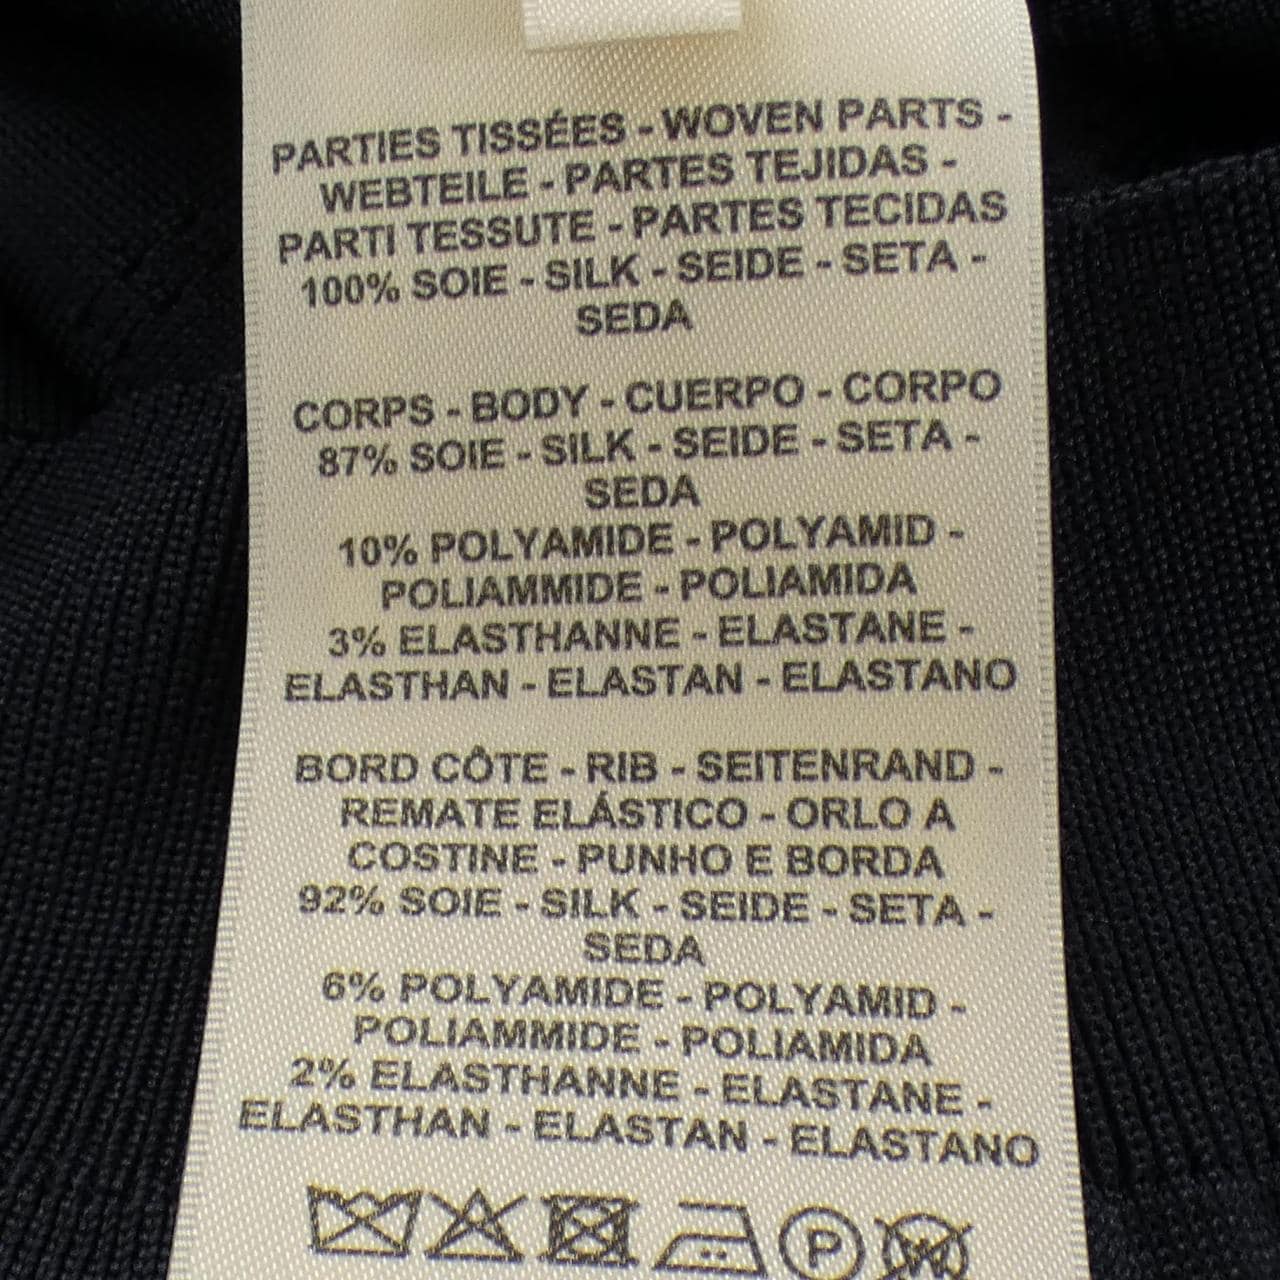 PARTIES TISSÉES - WOVEN PARTS -
WEBTEILE - PARTES TEJIDAS -
PARTI TESSUTE - PARTES TECIDAS
100% SOIE - SILK - SEIDE - SETA -
SEDA
CORPS - BODY - CUERPO - CORPO
87% SOIE - SILK - SEIDE - SETA -
SEDA
10% POLYAMIDE - POLYAMID -
POLIAMMIDE - POLIAMIDA
3% ELASTHANNE - ELASTANE -
ELASTHAN - ELASTAN - ELASTANO
BORD CÔTE - RIB - SEITENRAND -
REMATE ELÁSTICO - ORLO A
COSTINE - PUNHO E BORDA
92% SOIE - SILK - SEIDE - SETA -
SEDA
6% POLYAMIDE - POLYAMID -
POLIAMMIDE - POLIAMIDA
2% ELASTHANNE - ELASTANE -
ELASTHAN - ELASTAN - ELASTANO
P W